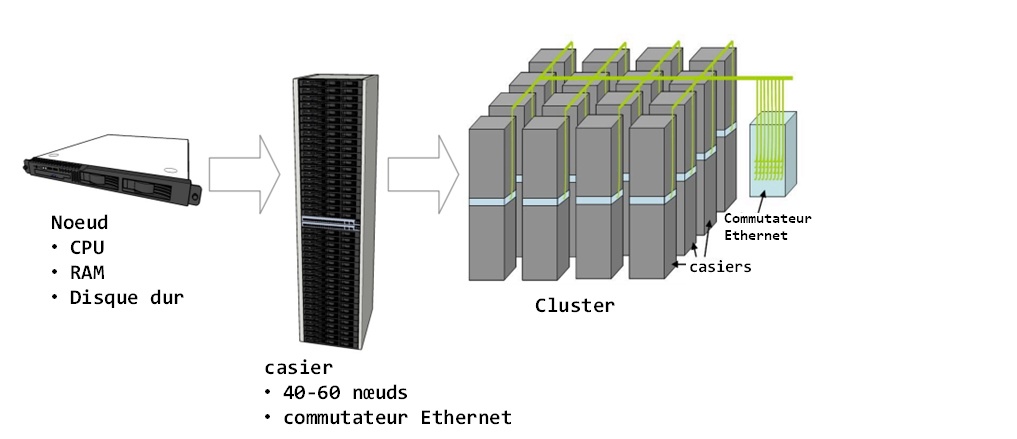 Noeud
• CPU
• RAM
• Disque dur
casier
• 40-60 nœuds
• commutateur Ethernet
Cluster
casiers
Commutateur
Ethernet